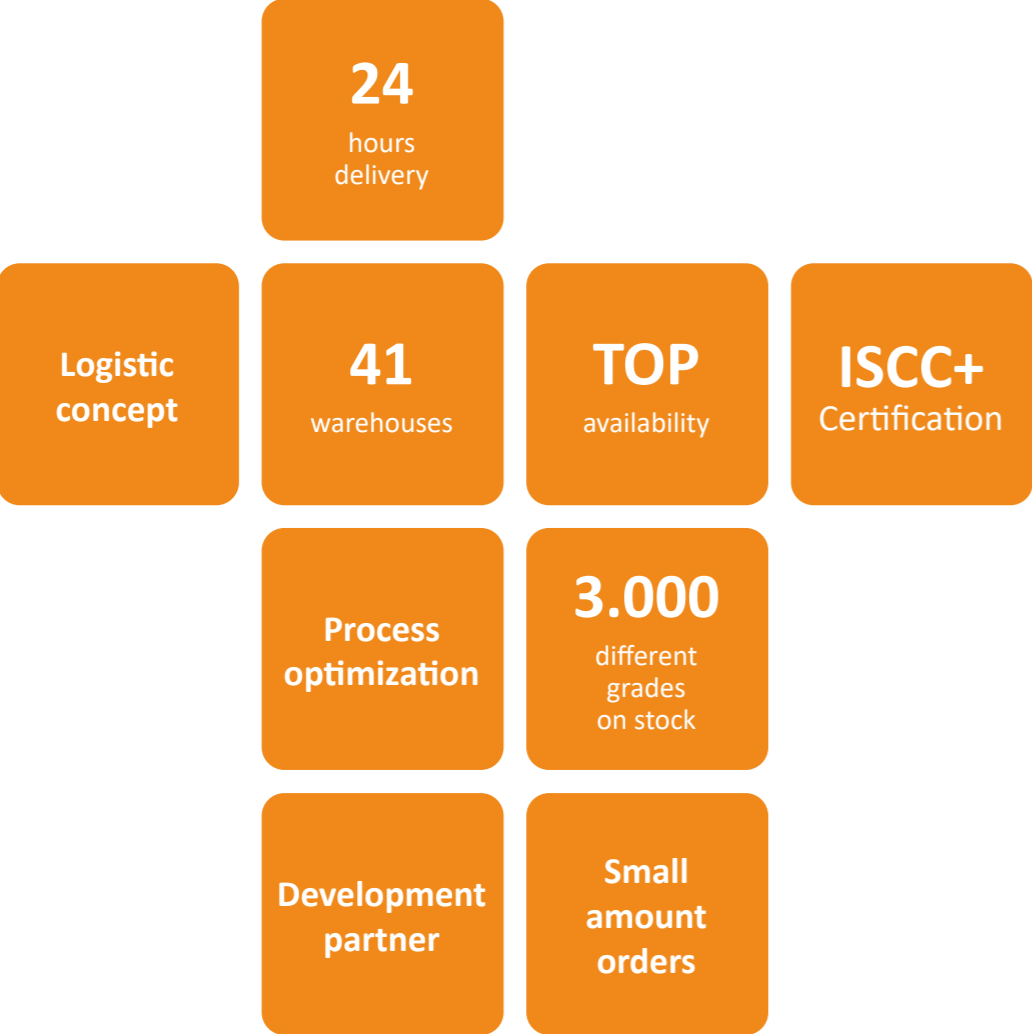 24
hours
delivery
Logistic
concept
41
warehouses
TOP
availability
ISCC+
Certification
Process
optimization
3.000
different
grades
on stock
Development
partner
Small
amount
orders